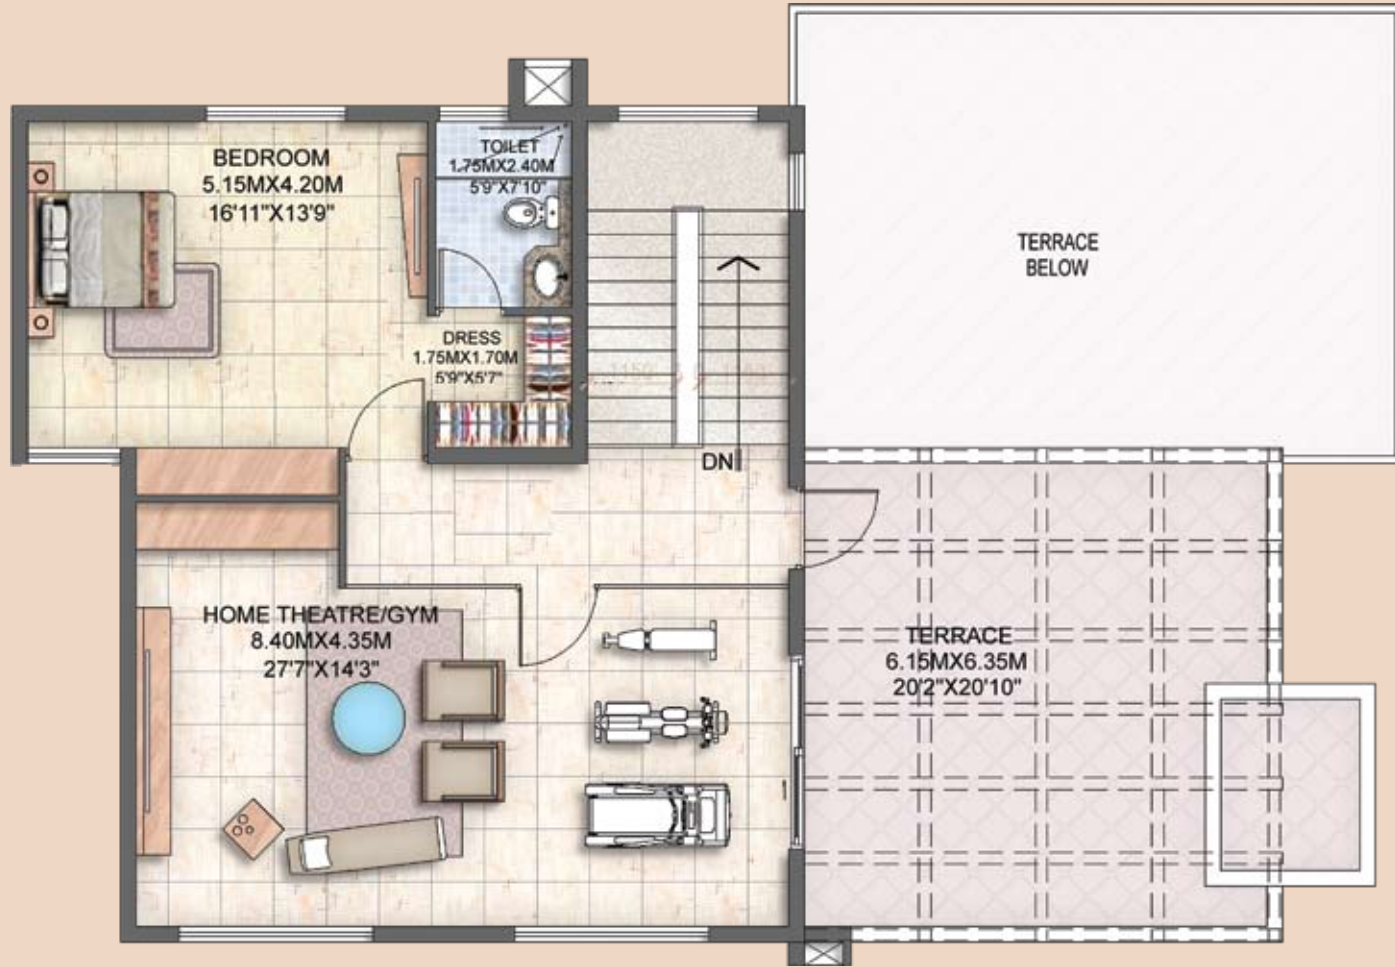 BEDROOM
5.15MX4.20M
16'11"X13'9"
TOILET
1.75MX2.40M
5'9"X7'10"
TERRACE
BELOW
DRESS
1.75MX1.70M
5'9"X5'7"
DN
HOME THEATRE/GYM
8.40MX4.35M
27'7"X14'3"
TERRACE
6.15MX6.35M
20'2"X20'10"